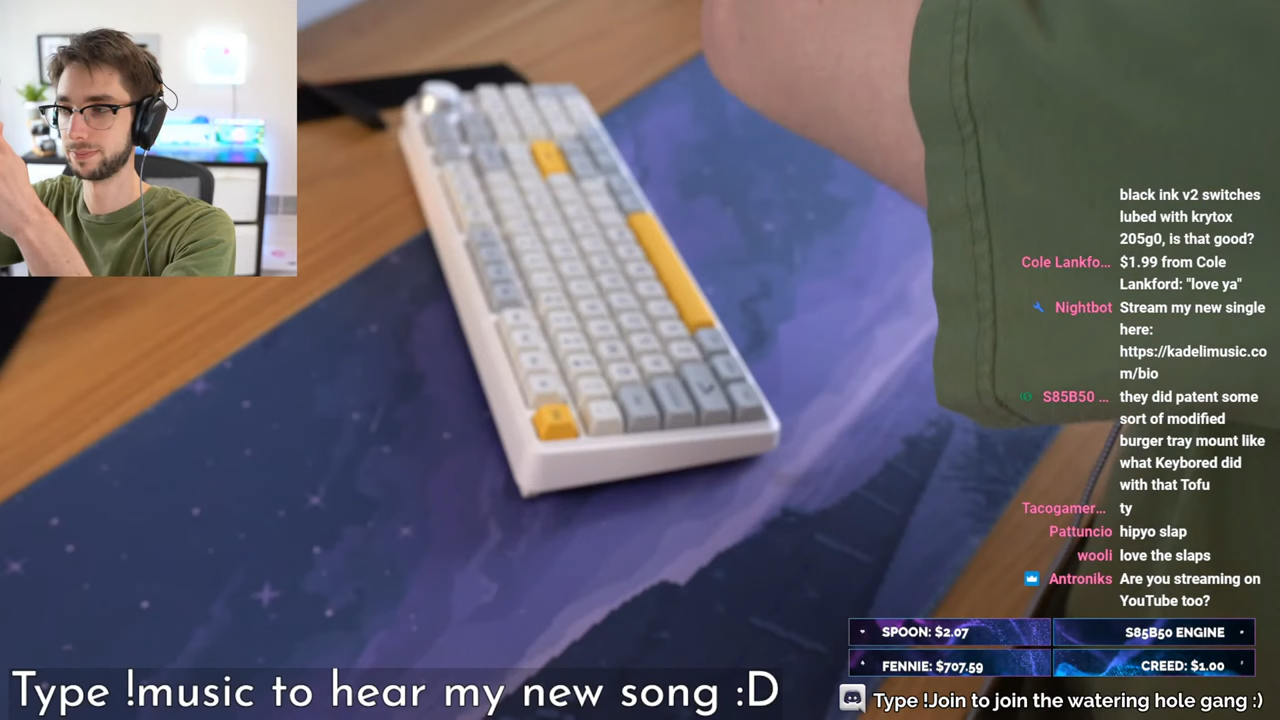 black ink v2 switches
lubed with krytox
205g0, is that good?
Cole Lankfo... $1.99 from Cole
Lankford: "love ya"
Nightbot Stream my new single
here:
https://kadelimusic.co
m/bio
S85B50 ... they did patent some
sort of modified
burger tray mount like
what Keybored did
with that Tofu
Tacogamer... ty
Pattuncio hipyo slap
wooli love the slaps
Antroniks Are you streaming on
YouTube too?
SPOON: $2.07
S85B50 ENGINE
FENNIE: $707.59
CREED: $1.00
Type !music to hear my new song :D
Type !Join to join the watering hole gang :)